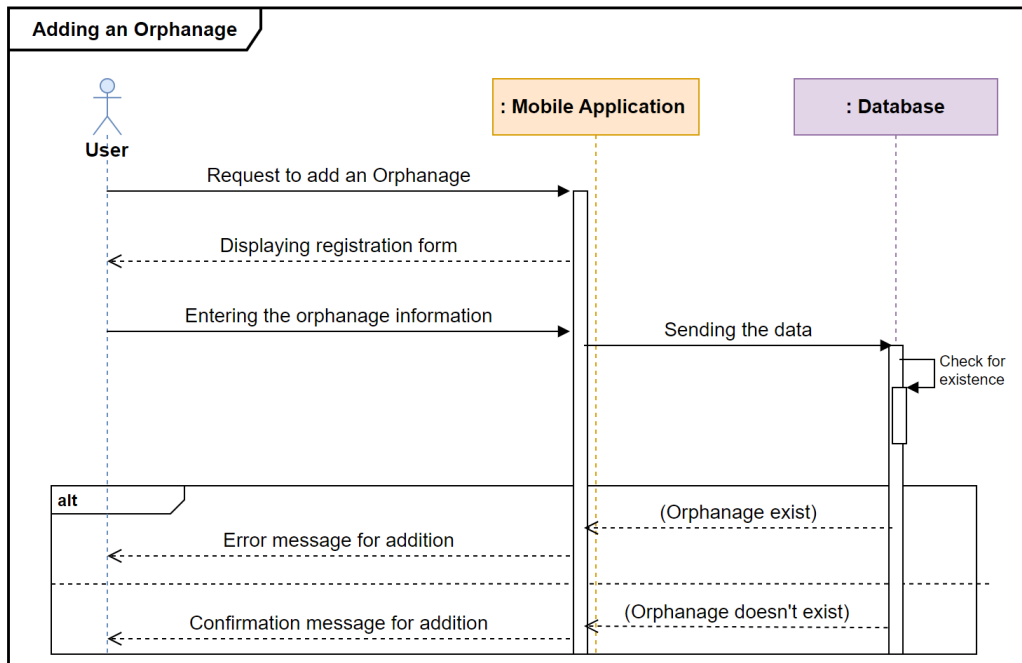 Adding an Orphanage
User
: Mobile Application
: Database
Request to add an Orphanage
Displaying registration form
Entering the orphanage information
Sending the data
Check for
existence
alt
(Orphanage exist)
Error message for addition
(Orphanage doesn't exist)
Confirmation message for addition